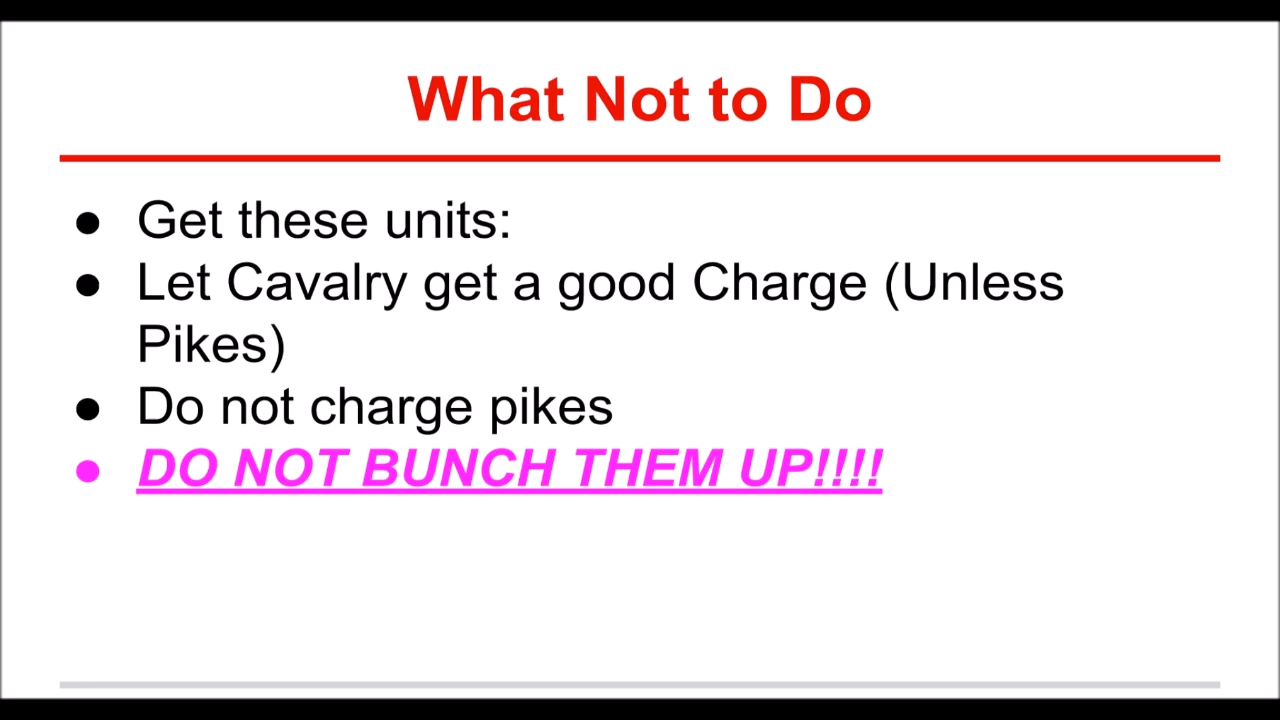 What Not to Do
● Get these units:
● Let Cavalry get a good Charge (Unless
Pikes)
● Do not charge pikes
● DO NOT BUNCH THEM UP!!!!